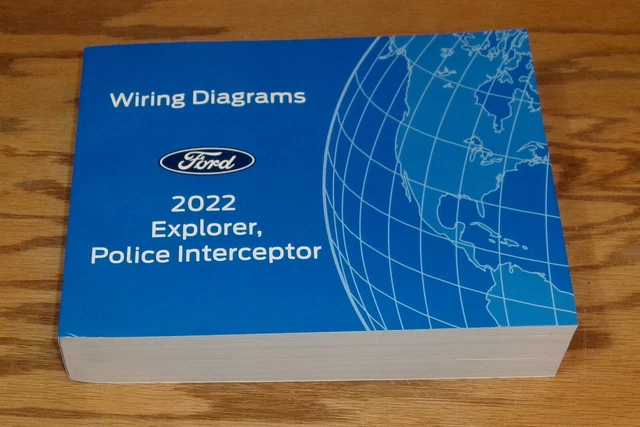 Wiring Diagrams
Ford
2022
Explorer,
Police Interceptor